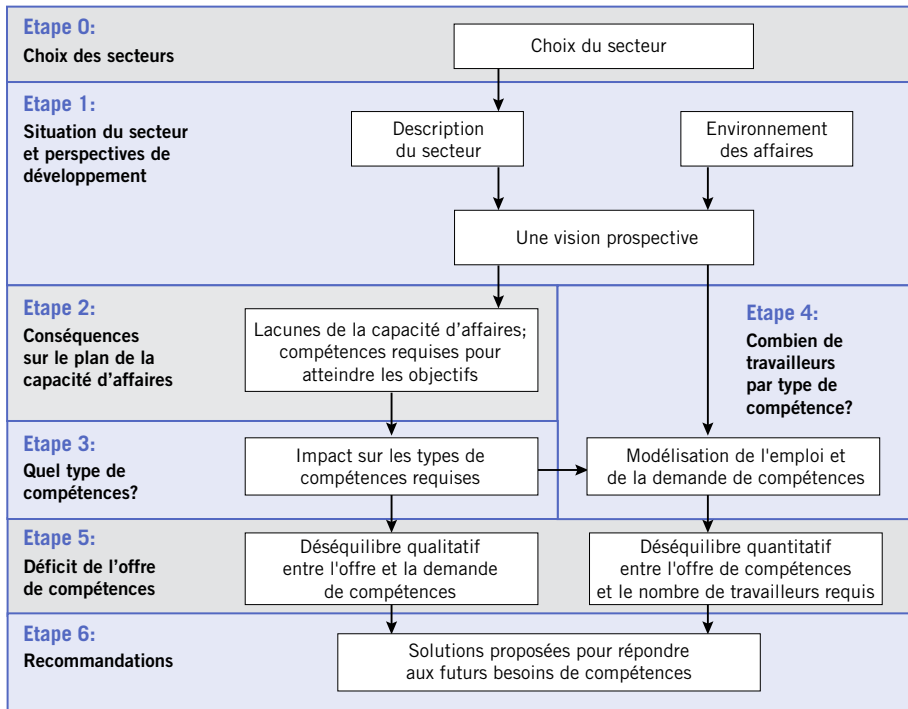 Etape 0:
Choix des secteurs
Choix du secteur
Etape 1:
Situation du secteur
et perspectives de
développement
Description
du secteur
Environnement
des affaires
Une vision prospective
Etape 2:
Conséquences
sur le plan de la
capacité d’affaires
Lacunes de la capacité d’affaires;
compétences requises pour
atteindre les objectifs
Etape 4:
Combien de
travailleurs
par type de
compétence?
Etape 3:
Quel type de
compétences?
Impact sur les types de
compétences requises
Modélisation de l'emploi et
de la demande de compétences
Etape 5:
Déficit de l’offre
de compétences
Déséquilibre qualitatif
entre l'offre et la demande
de compétences
Déséquilibre quantitatif
entre l'offre de compétences
et le nombre de travailleurs requis
Etape 6:
Recommandations
Solutions proposées pour répondre
aux futurs besoins de compétences